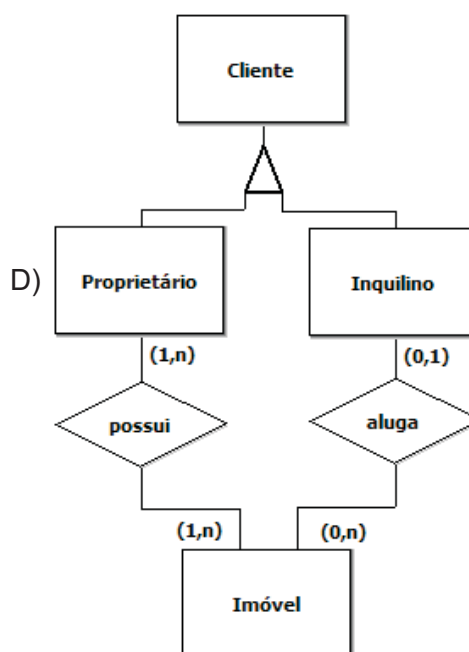 Cliente
D)
Proprietário
Inquilino
(1,n)
(0,1)
possui
aluga
(1,n)
(0,n)
Imóvel